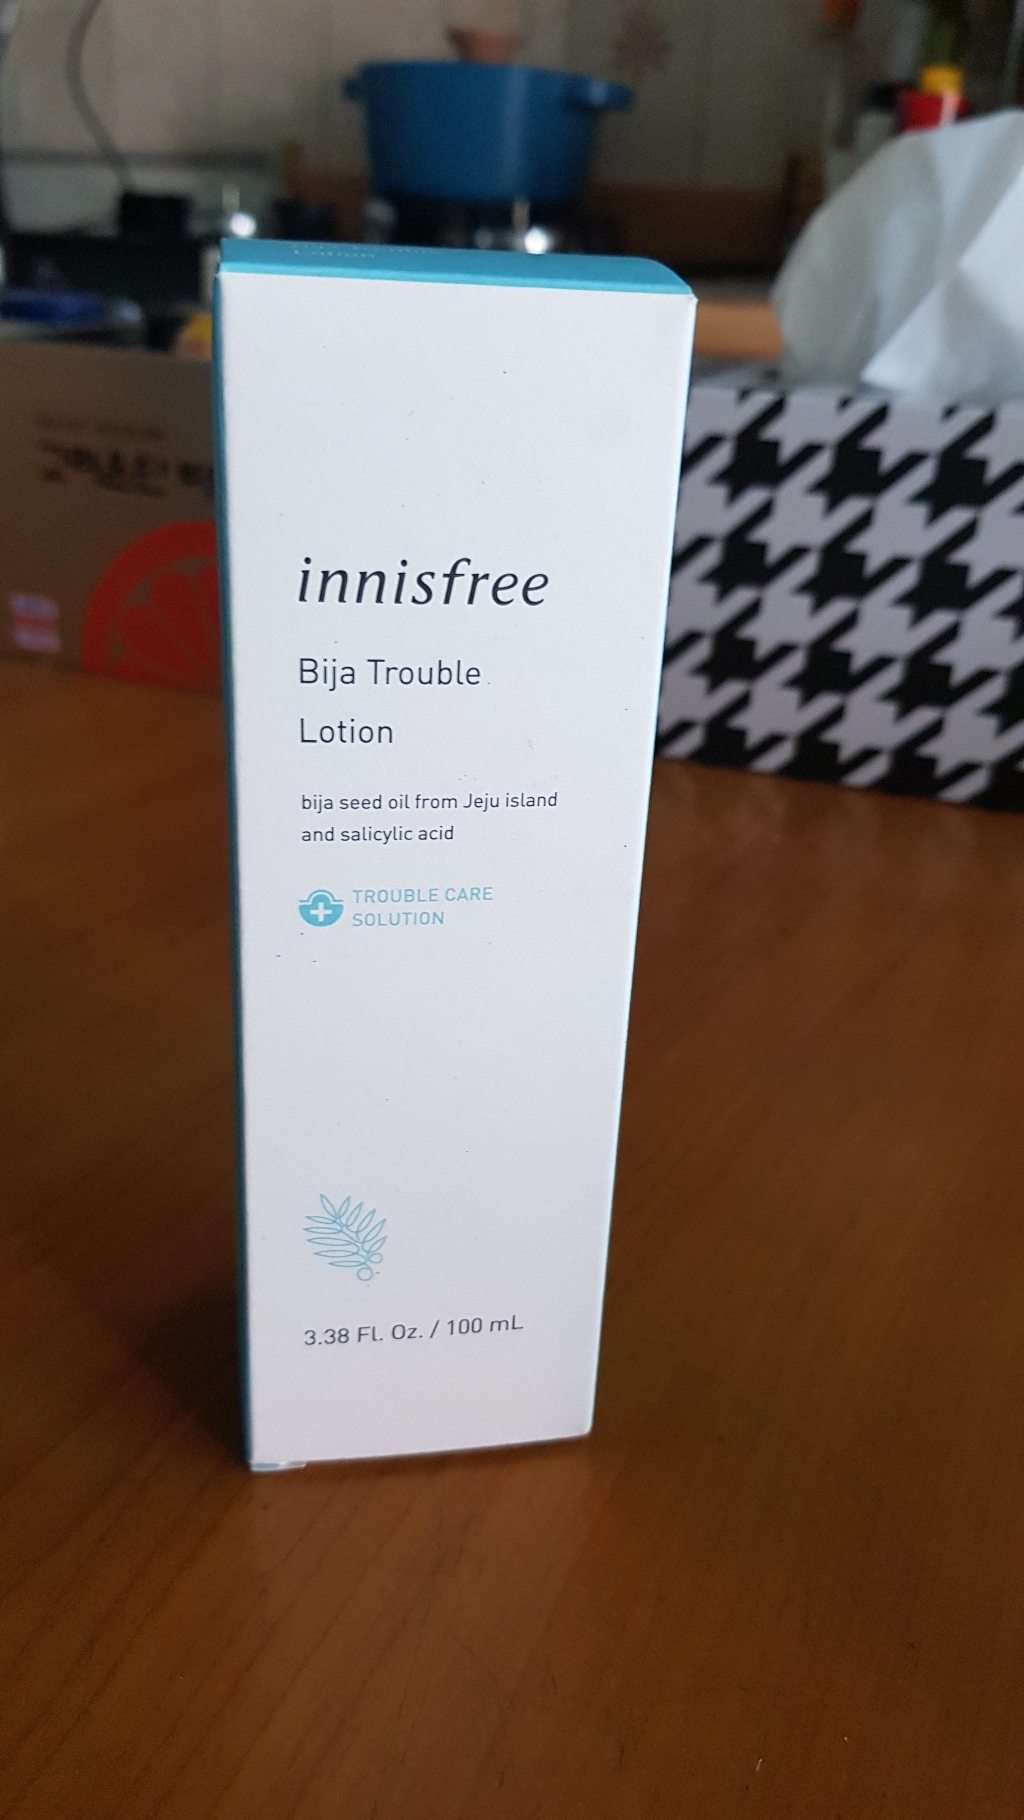 Lotion
innisfree
Bija Trouble
Lotion
bija seed oil from Jeju island
and salicylic acid
TROUBLE CARE
SOLUTION
3.38 Fl. Oz. / 100 mL